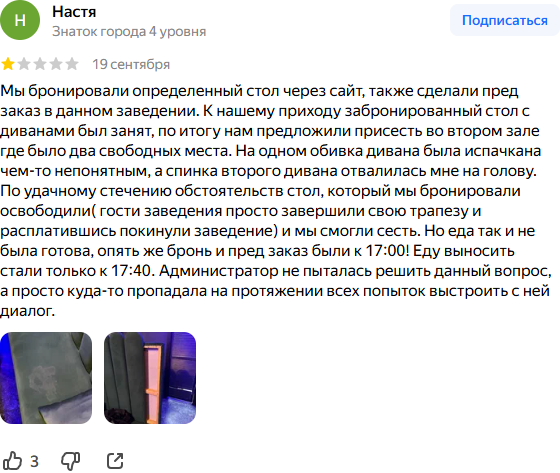 Н
Настя
Знаток города 4 уровня
Подписаться
19 сентября
Мы бронировали определенный стол через сайт, также сделали пред
заказ в данном заведении. К нашему приходу забронированный стол с
диванами был занят, по итогу нам предложили присесть во втором зале
где было два свободных места. На одном обивка дивана была испачкана
чем-то непонятным, а спинка второго дивана отвалилась мне на голову.
По удачному стечению обстоятельств стол, который мы бронировали
освободили( гости заведения просто завершили свою трапезу и
расплатившись покинули заведение) и мы смогли сесть. Но еда так и не
была готова, опять же бронь и пред заказ были к 17:00! Еду выносить
стали только к 17:40. Администратор не пыталась решить данный вопрос,
а просто куда-то пропадала на протяжении всех попыток выстроить с ней
диалог.
3